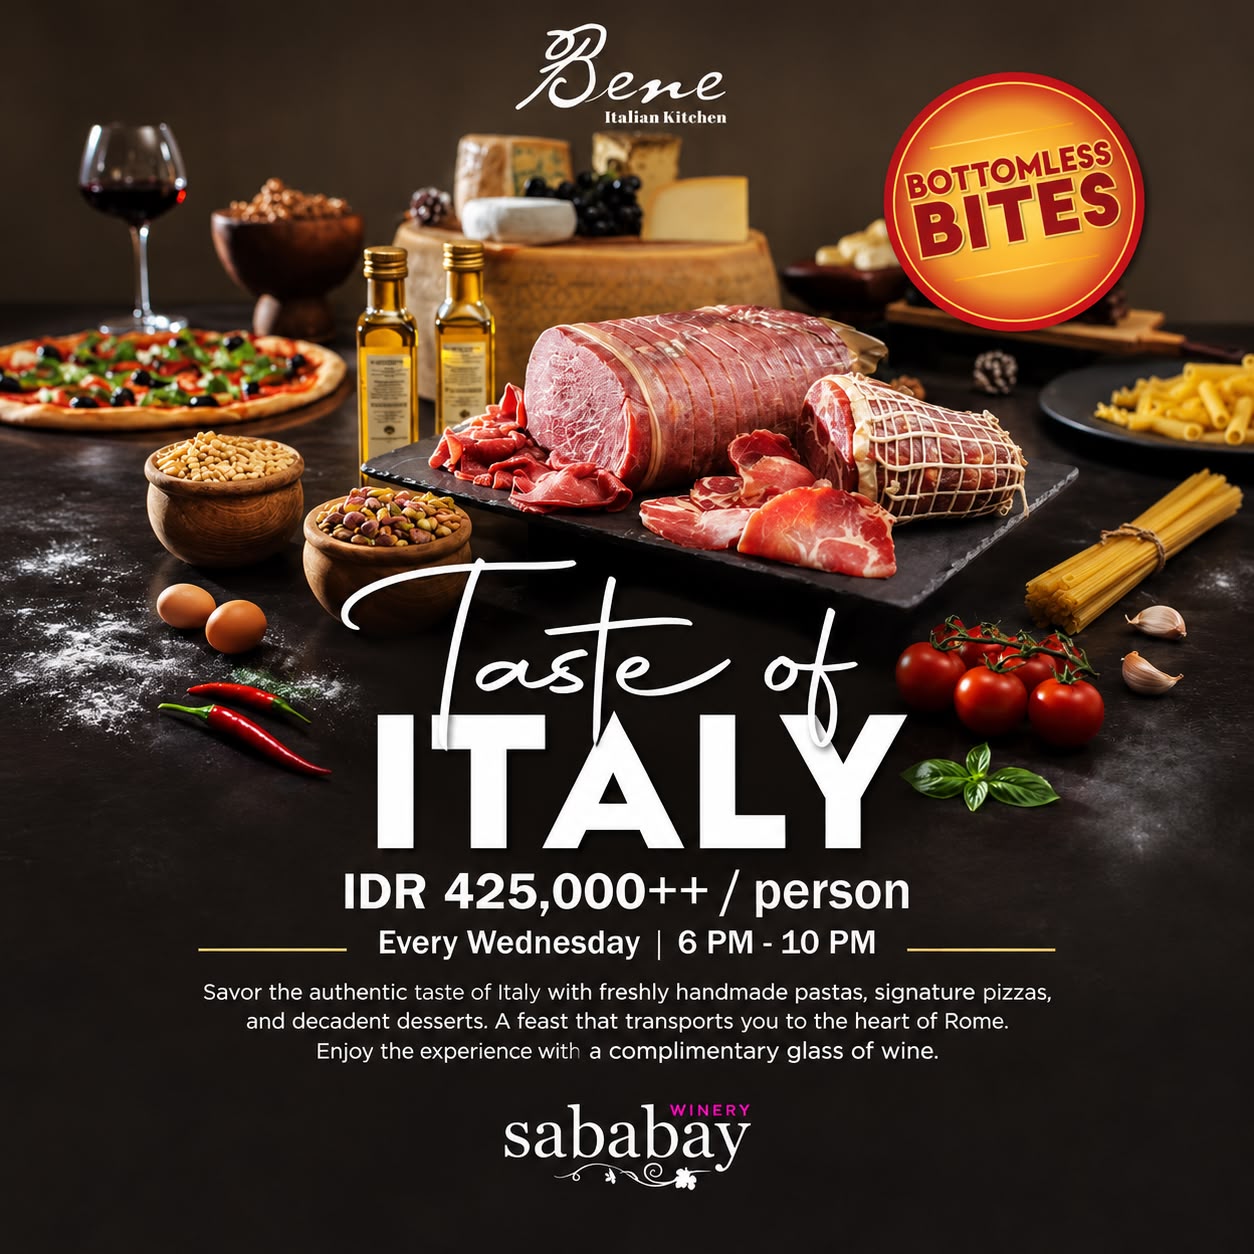 Bene
Italian Kitchen
BOTTOMLESS
BITES
Taste of
ITALY
IDR 425,000++ / person
Every Wednesday | 6 PM - 10 PM
Savor the authentic taste of Italy with freshly handmade pastas, signature pizzas,
and decadent desserts. A feast that transports you to the heart of Rome.
Enjoy the experience with a complimentary glass of wine.
WINERY
sababay